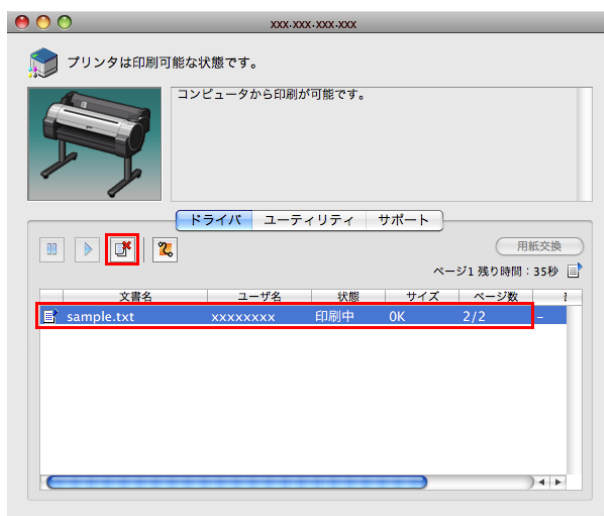 xxx-xxx-xxx-xxx
プリンタは印刷可能な状態です。
コンピュータから印刷が可能です。
ドライバ ユーティリティ サポート
用紙交換
ページ1 残り時間：35秒
文書名 ユーザ名 状態 サイズ ページ数
sample.txt xxxxxxxx 印刷中 0K 2/2 –